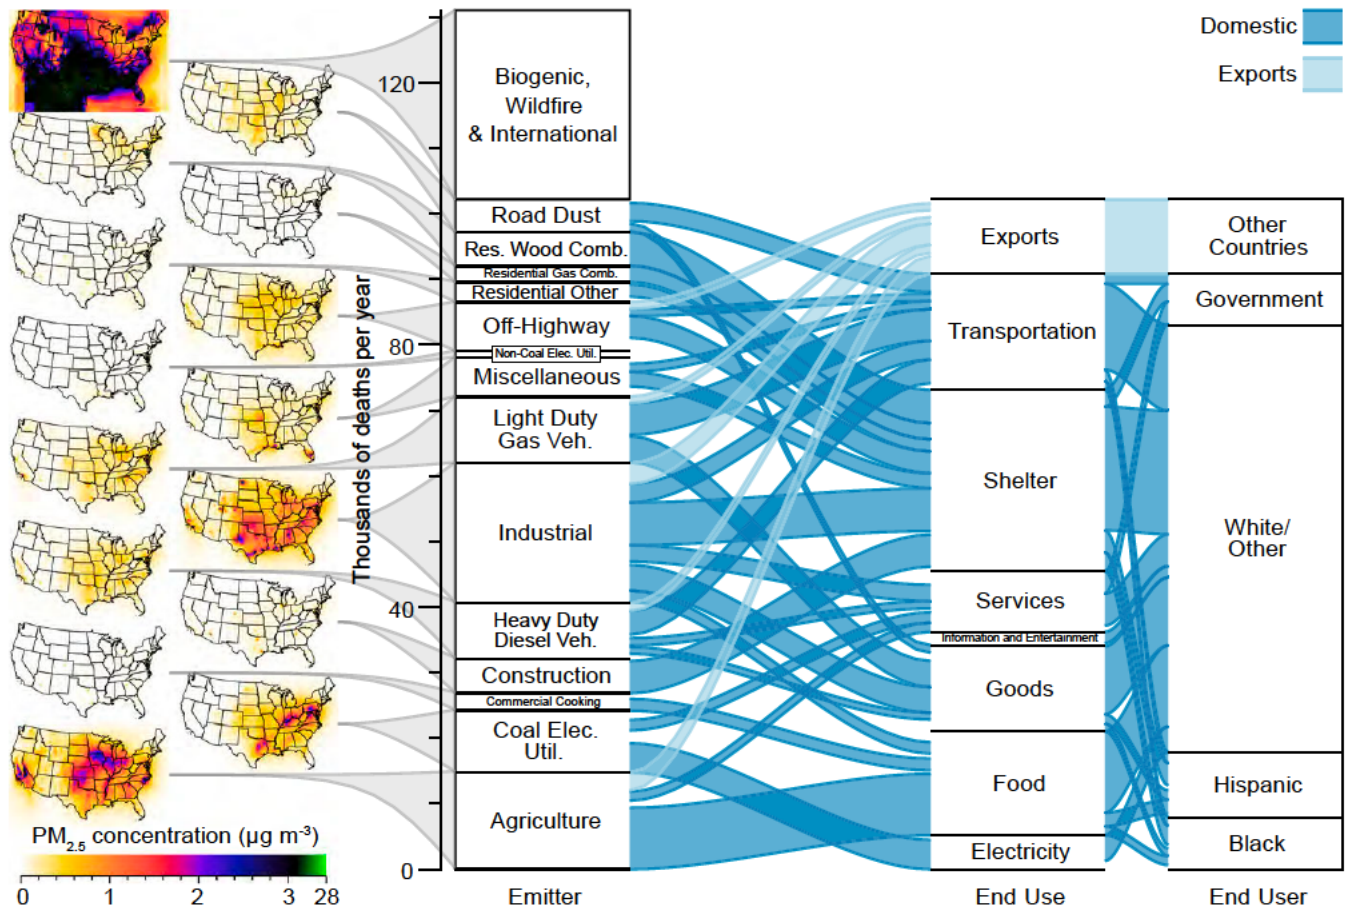 Domestic
Exports
120
80
40
0
Thousands of deaths per year
Biogenic,
Wildfire
& International
Road Dust
Res. Wood Comb.
Residential Gas Comb.
Residential Other
Off-Highway
Non-Coal Elec. Util.
Miscellaneous
Light Duty
Gas Veh.
Industrial
Heavy Duty
Diesel Veh.
Construction
Commercial Cooking
Coal Elec.
Util.
Agriculture
Emitter
Exports
Transportation
Shelter
Services
Information and Entertainment
Goods
Food
Electricity
End Use
Other
Countries
Government
White/
Other
Hispanic
Black
End User
PM2.5 concentration (µg m-3)
0 1 2 3 28